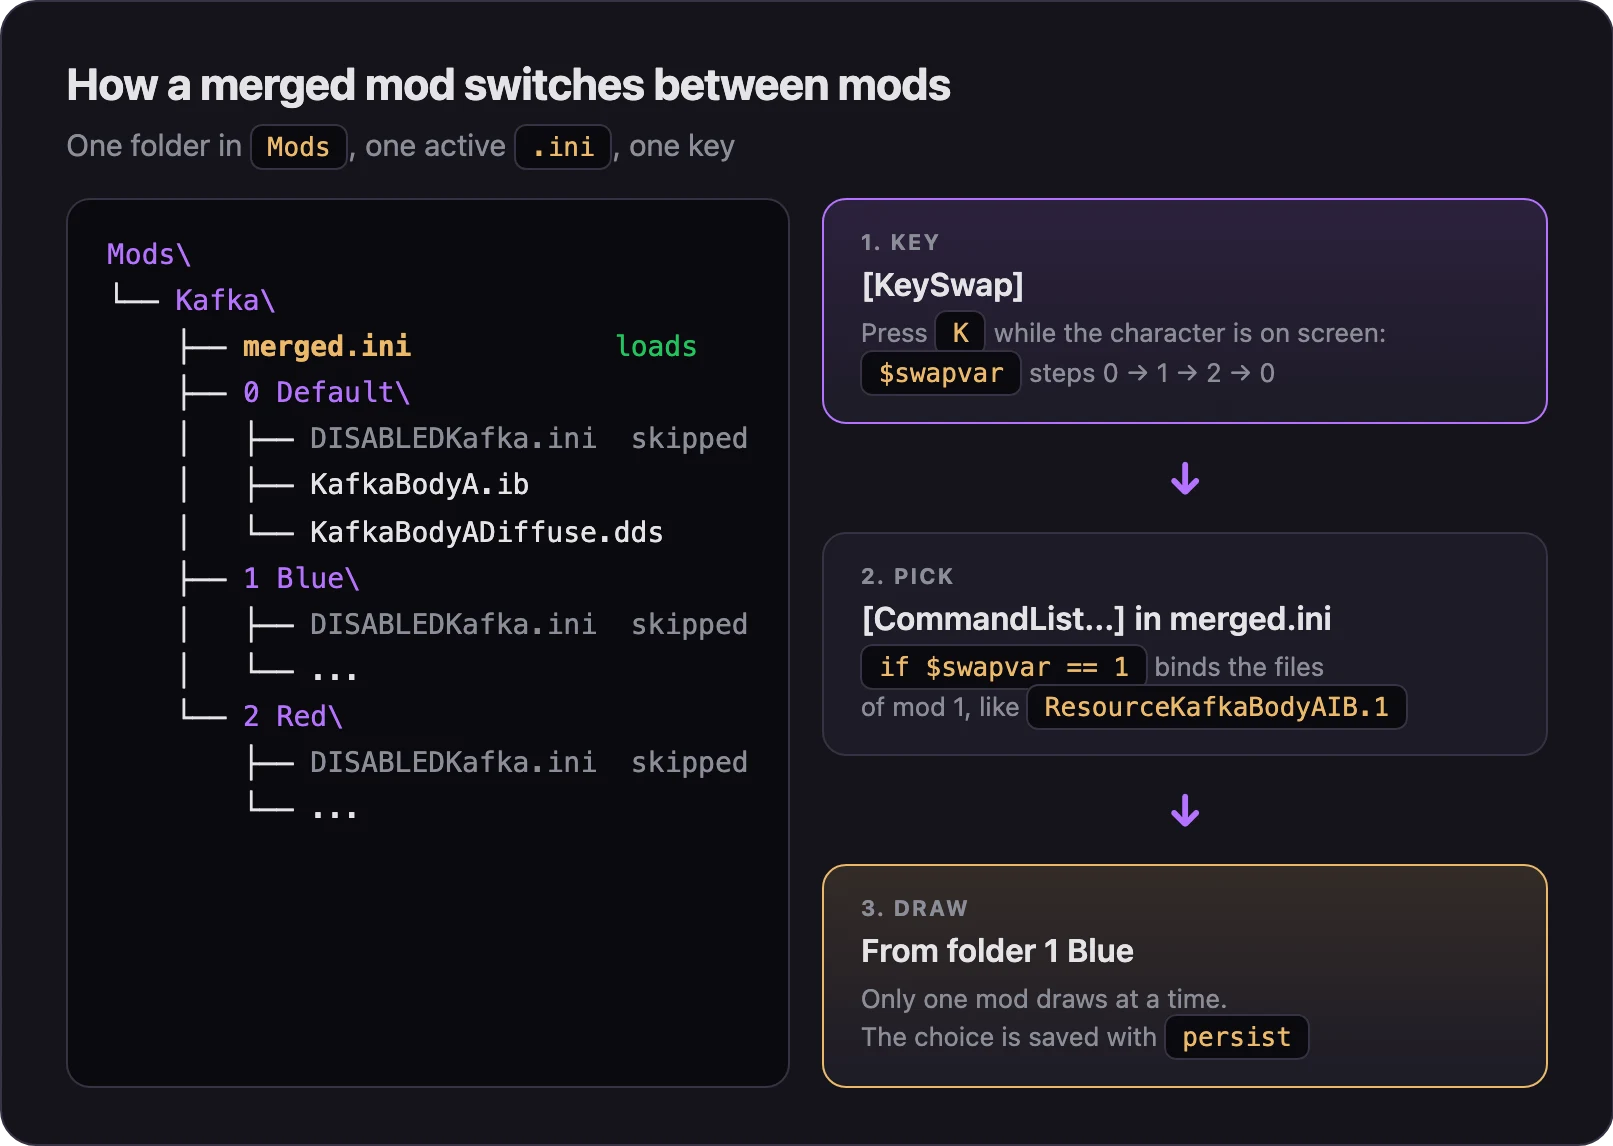 How a merged mod switches between mods
One folder in Mods, one active .ini, one key
Mods\
└── Kafka\
├── merged.ini loads
├── 0 Default\
│ ├── DISABLEDKafka.ini skipped
│ ├── KafkaBodyA.ib
│ └── KafkaBodyADiffuse.dds
├── 1 Blue\
│ ├── DISABLEDKafka.ini skipped
│ └── ...
└── 2 Red\
├── DISABLEDKafka.ini skipped
└── ...
1. KEY
[KeySwap]
Press K while the character is on screen:
$swapvar steps 0 → 1 → 2 → 0
2. PICK
[CommandList...] in merged.ini
if $swapvar == 1 binds the files
of mod 1, like ResourceKafkaBodyAIB.1
3. DRAW
From folder 1 Blue
Only one mod draws at a time.
The choice is saved with persist